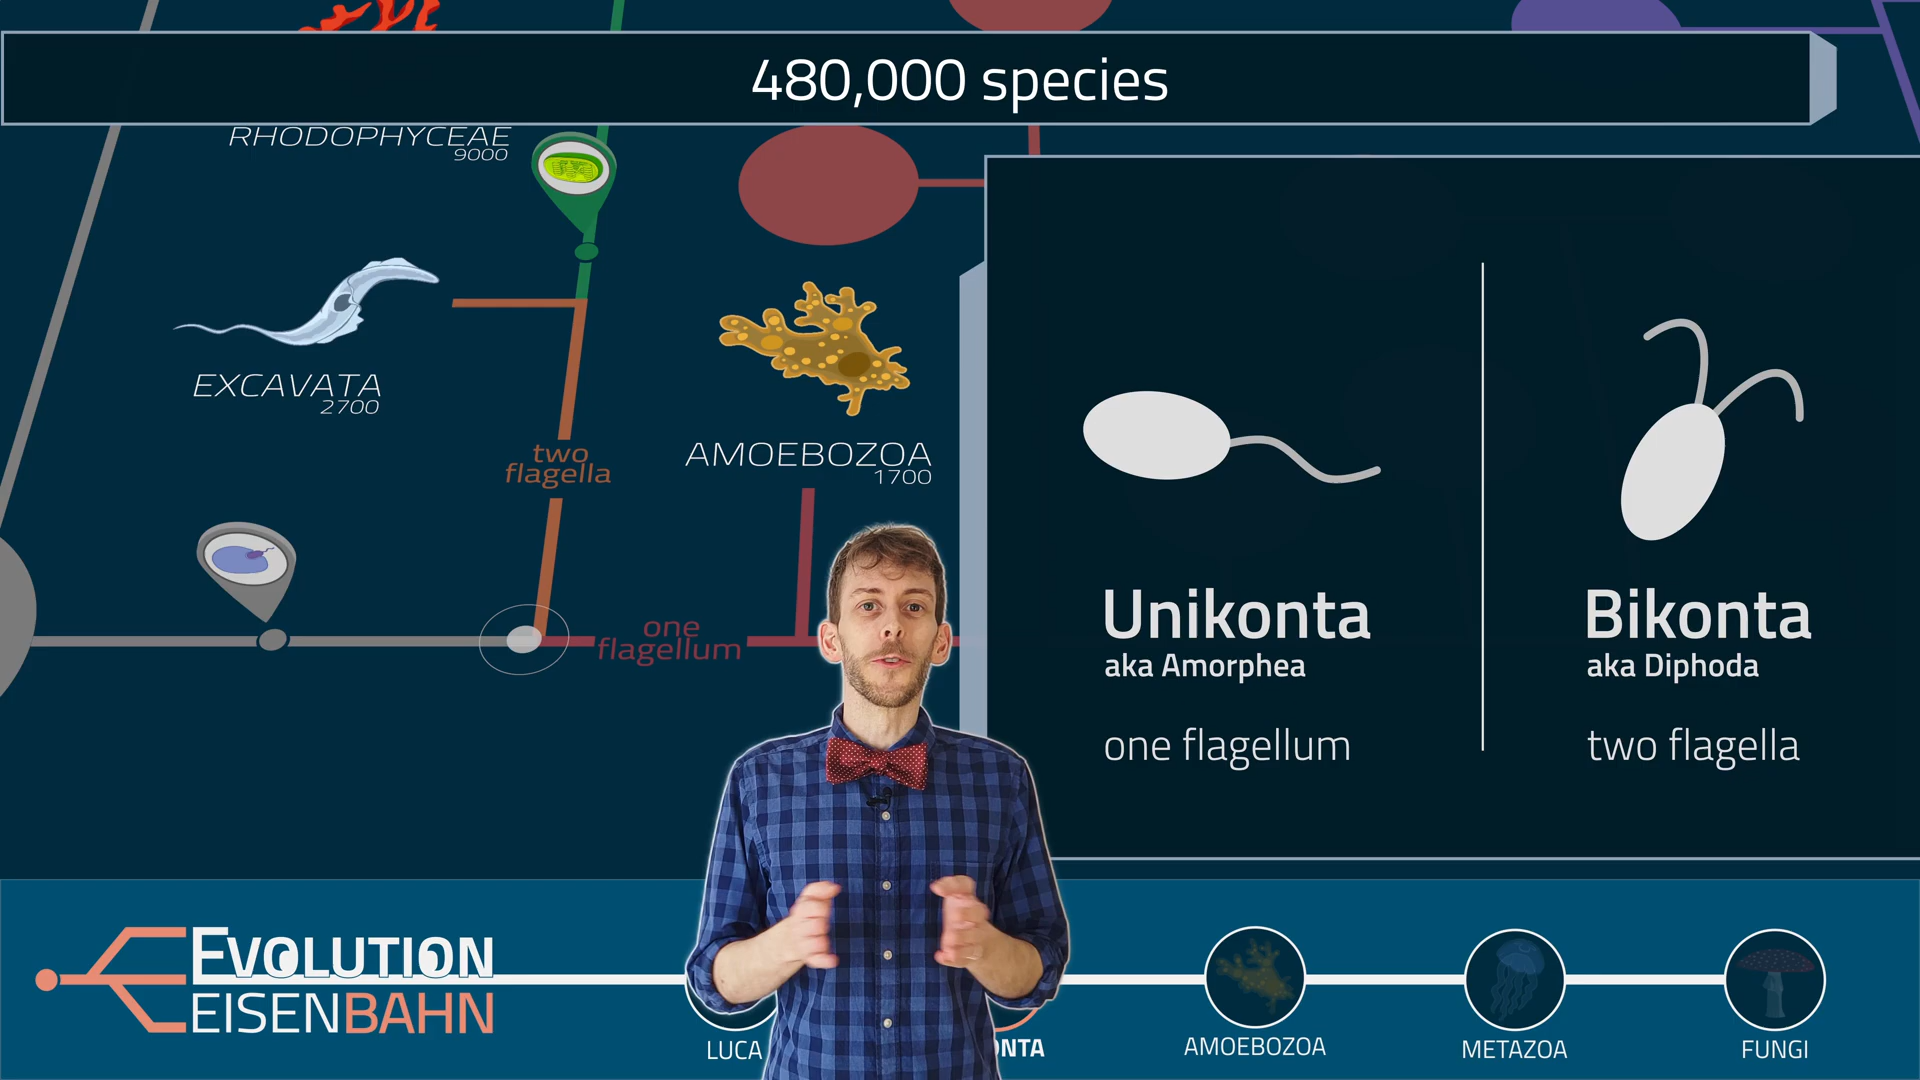 480,000 species
RHODOPHYCEAE
9000
EXCAVATA
2700
two
flagella
AMOEBOZOA
1700
one
flagellum
Unikonta
aka Amorphea
one flagellum
Bikonta
aka Diphoda
two flagella
EVOLUTION
EISENBAHN
LUCA
AMOEBOZOA
METAZOA
FUNGI